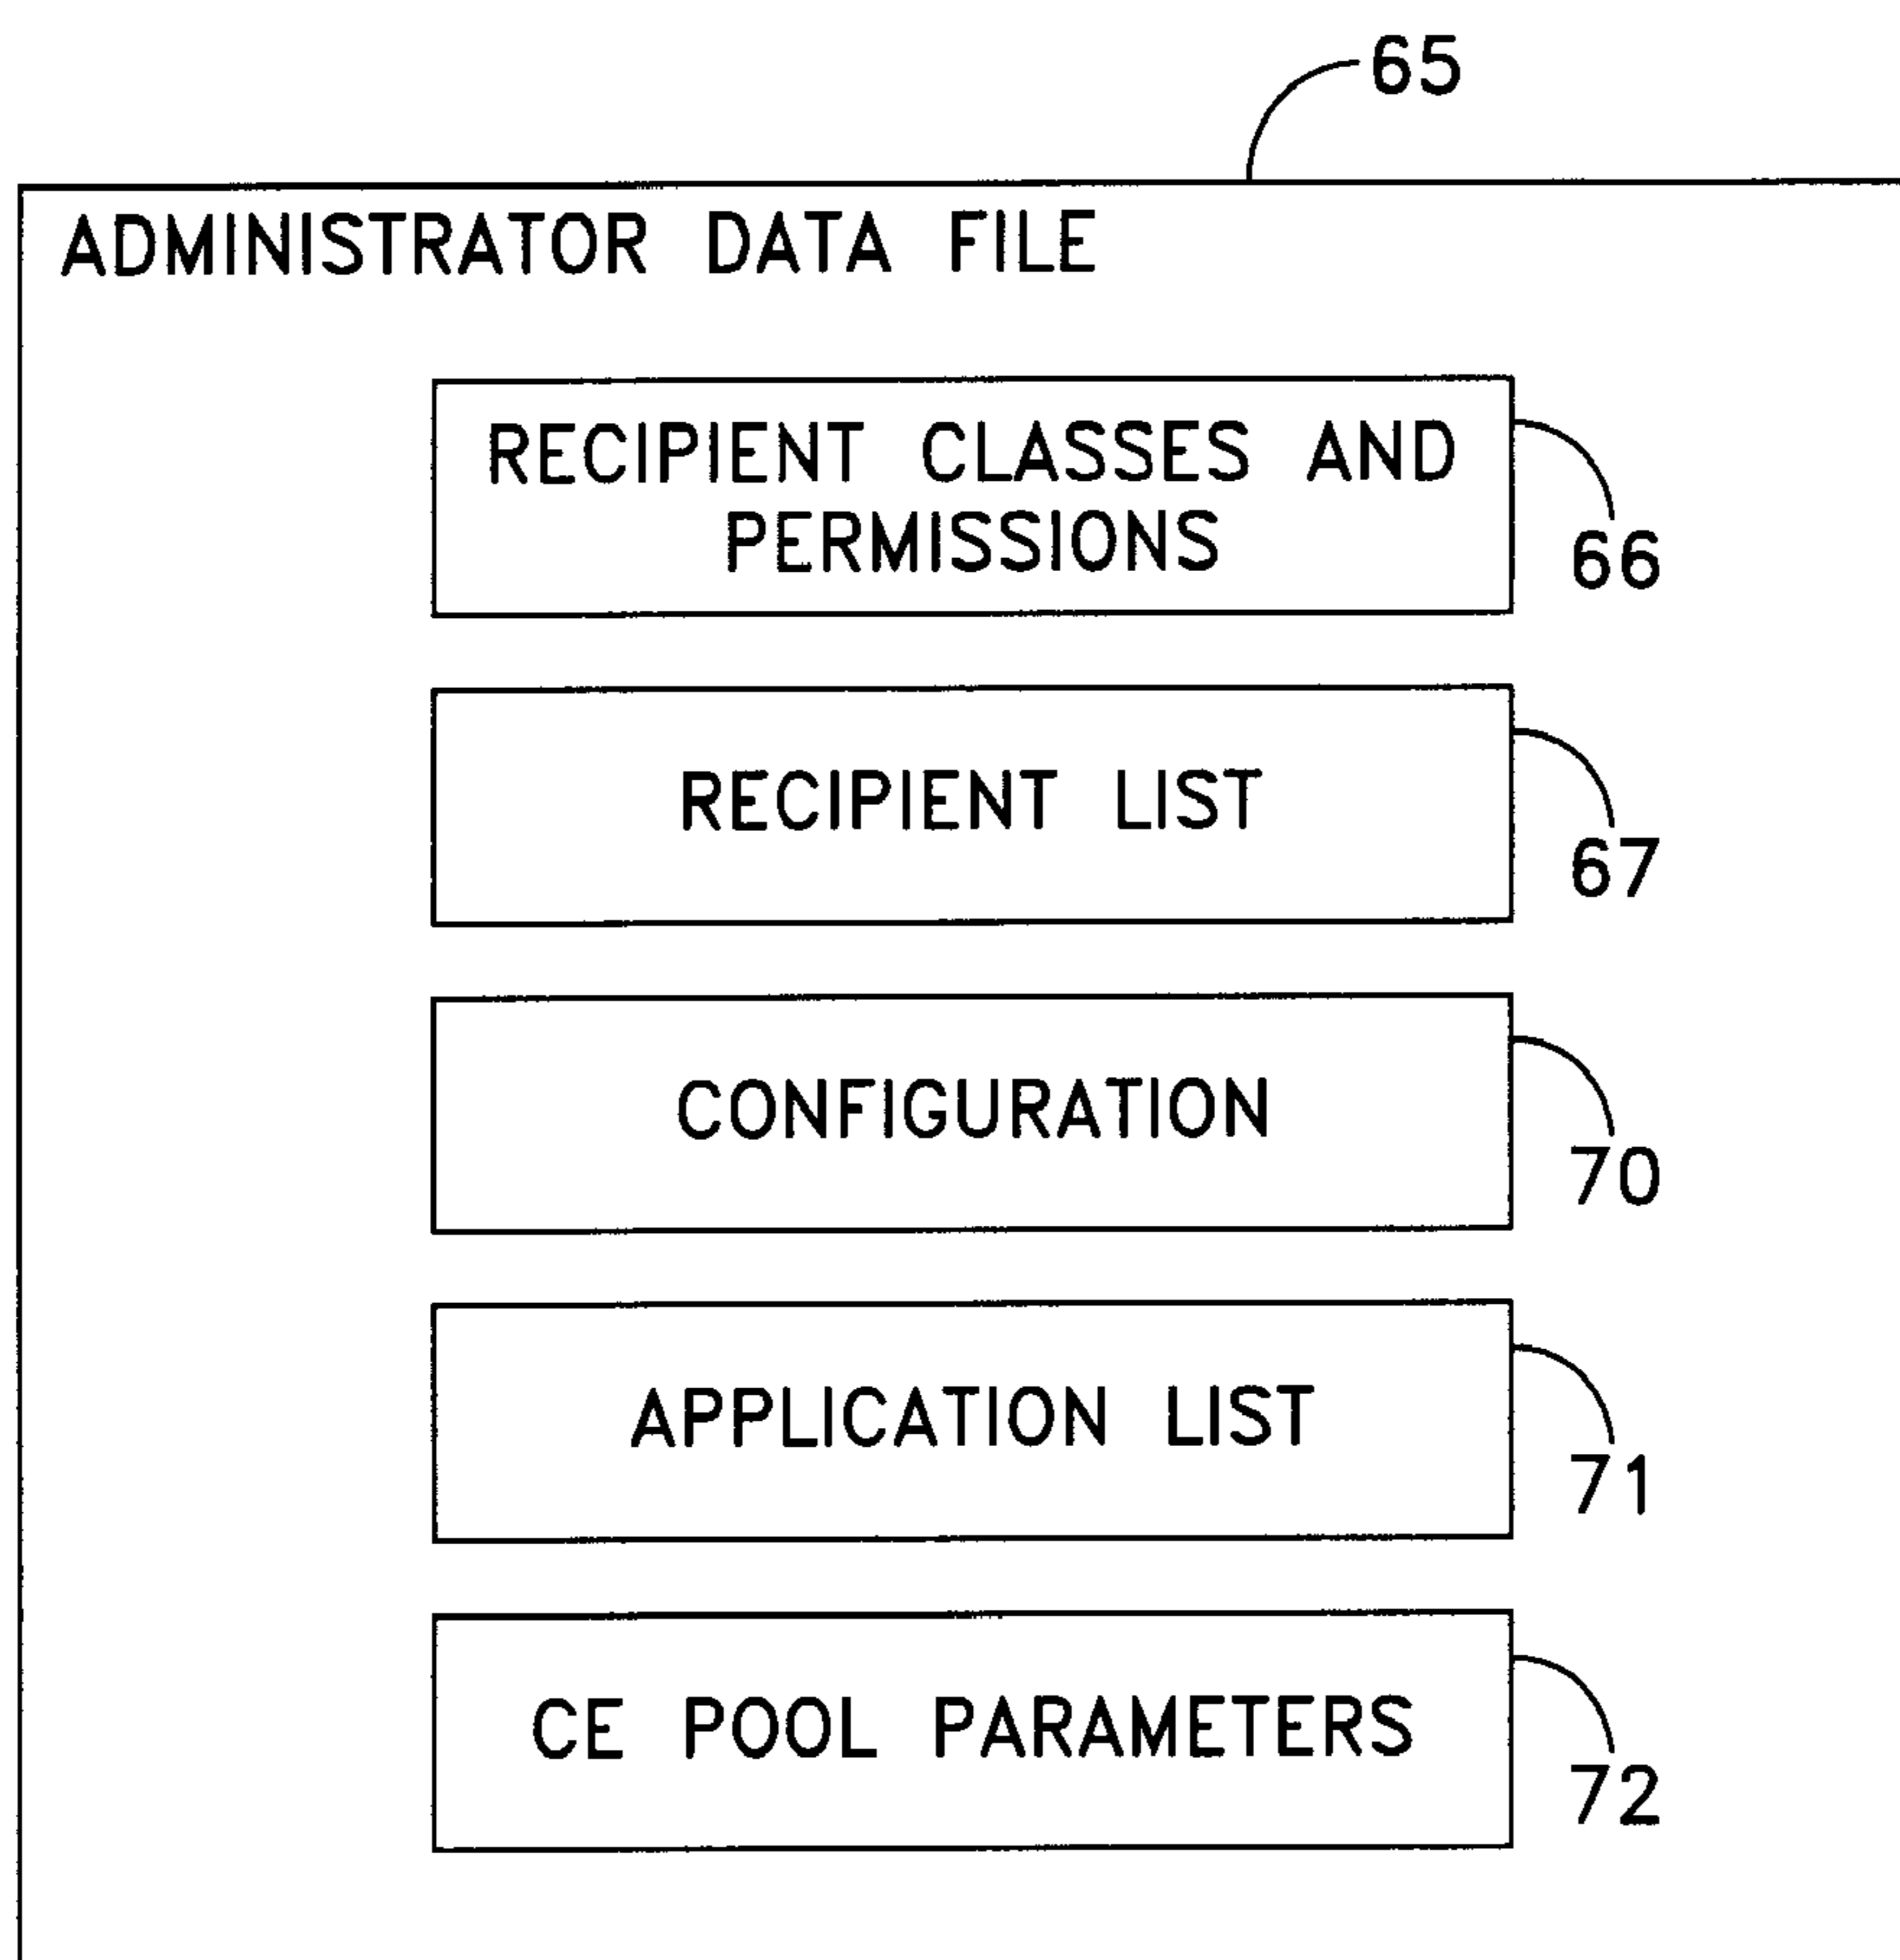 65
ADMINISTRATOR DATA FILE
RECIPIENT CLASSES AND
PERMISSIONS
66
RECIPIENT LIST
67
CONFIGURATION
70
APPLICATION LIST
71
CE POOL PARAMETERS
72